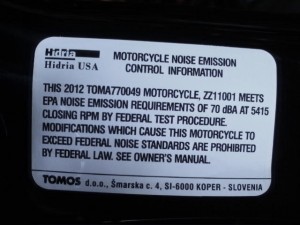 Hidria
Hidria USA
MOTORCYCLE NOISE EMISSION
CONTROL INFORMATION
THIS 2012 TOMA770049 MOTORCYCLE, ZZ11001 MEETS
EPA NOISE EMISSION REQUIREMENTS OF 70 dBA AT 5415
CLOSING RPM BY FEDERAL TEST PROCEDURE.
MODIFICATIONS WHICH CAUSE THIS MOTORCYCLE TO
EXCEED FEDERAL NOISE STANDARDS ARE PROHIBITED
BY FEDERAL LAW. SEE OWNER'S MANUAL.
TOMOS d.o.o., Šmarska c. 4, SI-6000 KOPER - SLOVENIA